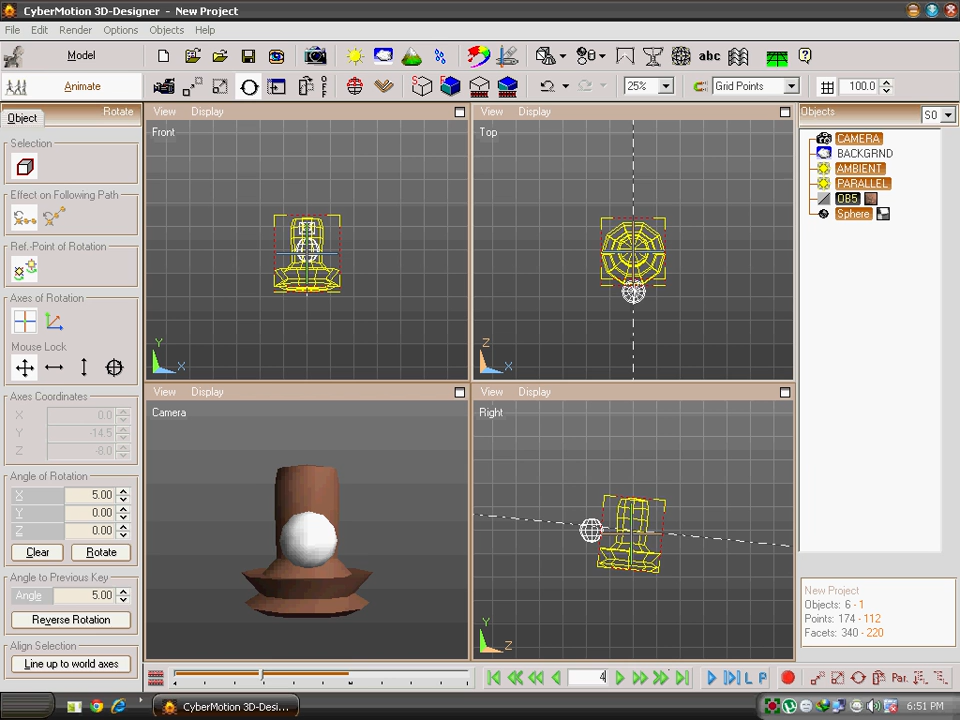 CyberMotion 3D-Designer - New Project
File Edit Render Options Objects Help
Model
abc
Animate
25%
Grid Points
100.0
Object
Rotate
View Display
View Display
Objects
S0
Front
Top
CAMERA
BACKGRND
AMBIENT
PARALLEL
OB5
Sphere
Selection
Effect on Following Path
Ref.-Point of Rotation
Axes of Rotation
Mouse Lock
Y
X
Z
X
View Display
View Display
Camera
Right
Axes Coordinates
X 0.0
Y -14.5
Z -8.0
Angle of Rotation
X 5.00
Y 0.00
Z 0.00
Clear Rotate
Angle to Previous Key
Angle 5.00
Reverse Rotation
Align Selection
Line up to world axes
Y
Z
New Project
Objects: 6 - 1
Points: 174 - 112
Facets: 340 - 220
4
L P
Par.
CyberMotion 3D-Desi...
6:51 PM